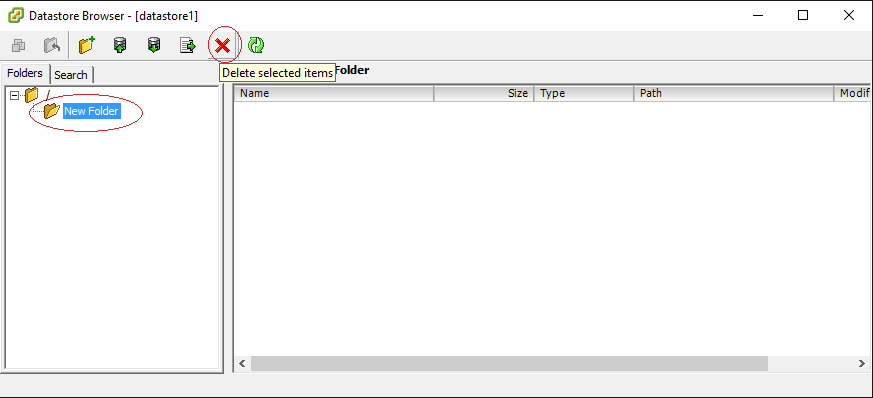 Datastore Browser - [datastore1]
Folders Search
Delete selected items
Folder
/
New Folder
Name Size Type Path Modif